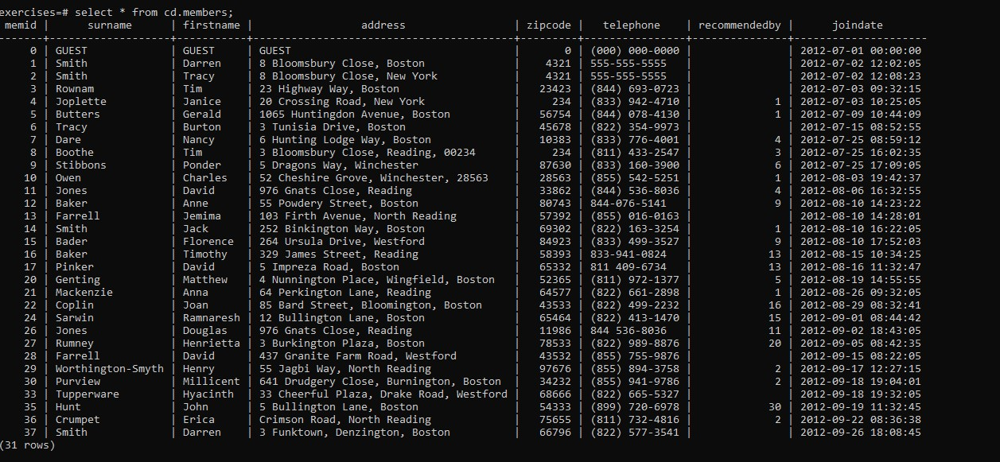 exercises=# select * from cd.members;
 memid |     surname     | firstname |                 address                 | zipcode |   telephone    | recommendedby |      joindate
-------+-----------------+-----------+-----------------------------------------+---------+----------------+---------------+---------------------
     0 | GUEST           | GUEST     | GUEST                                   |       0 | (000) 000-0000 |               | 2012-07-01 00:00:00
     1 | Smith           | Darren    | 8 Bloomsbury Close, Boston              |    4321 | 555-555-5555   |               | 2012-07-02 12:02:05
     2 | Smith           | Tracy     | 8 Bloomsbury Close, New York            |    4321 | 555-555-5555   |               | 2012-07-02 12:08:23
     3 | Rownam          | Tim       | 23 Highway Way, Boston                  |   23423 | (844) 693-0723 |               | 2012-07-03 09:32:15
     4 | Joplette        | Janice    | 20 Crossing Road, New York              |     234 | (833) 942-4710 |             1 | 2012-07-03 10:25:05
     5 | Butters         | Gerald    | 1065 Huntingdon Avenue, Boston          |   56754 | (844) 078-4130 |             1 | 2012-07-09 10:44:09
     6 | Tracy           | Burton    | 3 Tunisia Drive, Boston                 |   45678 | (822) 354-9973 |               | 2012-07-15 08:52:55
     7 | Dare            | Nancy     | 6 Hunting Lodge Way, Boston             |   10383 | (833) 776-4001 |             4 | 2012-07-25 08:59:12
     8 | Boothe          | Tim       | 3 Bloomsbury Close, Reading, 00234      |     234 | (811) 433-2547 |             3 | 2012-07-25 16:02:35
     9 | Stibbons        | Ponder    | 5 Dragons Way, Winchester               |   87630 | (833) 160-3900 |             6 | 2012-07-25 17:09:05
    10 | Owen            | Charles   | 52 Cheshire Grove, Winchester, 28563    |   28563 | (855) 542-5251 |             1 | 2012-08-03 19:42:37
    11 | Jones           | David     | 976 Gnats Close, Reading                |   33862 | (844) 536-8036 |             4 | 2012-08-06 16:32:55
    12 | Baker           | Anne      | 55 Powdery Street, Boston               |   80743 | 844-076-5141   |             9 | 2012-08-10 14:23:22
    13 | Farrell         | Jemima    | 103 Firth Avenue, North Reading         |   57392 | (855) 016-0163 |               | 2012-08-10 14:28:01
    14 | Smith           | Jack      | 252 Binkington Way, Boston              |   69302 | (822) 163-3254 |             1 | 2012-08-10 16:22:05
    15 | Bader           | Florence  | 264 Ursula Drive, Westford              |   84923 | (833) 499-3527 |             9 | 2012-08-10 17:52:03
    16 | Baker           | Timothy   | 329 James Street, Reading               |   58393 | 833-941-0824   |            13 | 2012-08-15 10:34:25
    17 | Pinker          | David     | 5 Impreza Road, Boston                  |   65332 | 811 409-6734   |            13 | 2012-08-16 11:32:47
    20 | Genting         | Matthew   | 4 Nunnington Place, Wingfield, Boston   |   52365 | (811) 972-1377 |             5 | 2012-08-19 14:55:55
    21 | Mackenzie       | Anna      | 64 Perkington Lane, Reading             |   64577 | (822) 661-2898 |             1 | 2012-08-26 09:32:05
    22 | Coplin          | Joan      | 85 Bard Street, Bloomington, Boston     |   43533 | (822) 499-2232 |            16 | 2012-08-29 08:32:41
    24 | Sarwin          | Ramnaresh | 12 Bullington Lane, Boston              |   65464 | (822) 413-1470 |            15 | 2012-09-01 08:44:42
    26 | Jones           | Douglas   | 976 Gnats Close, Reading                |   11986 | 844 536-8036   |            11 | 2012-09-02 18:43:05
    27 | Rumney          | Henrietta | 3 Burkington Plaza, Boston              |   78533 | (822) 989-8876 |            20 | 2012-09-05 08:42:35
    28 | Farrell         | David     | 437 Granite Farm Road, Westford         |   43532 | (855) 755-9876 |               | 2012-09-15 08:22:05
    29 | Worthington-Smyth | Henry   | 55 Jagbi Way, North Reading             |   97676 | (855) 894-3758 |             2 | 2012-09-17 12:27:15
    30 | Purview         | Millicent | 641 Drudgery Close, Burnington, Boston  |   34232 | (855) 941-9786 |             2 | 2012-09-18 19:04:01
    33 | Tupperware      | Hyacinth  | 33 Cheerful Plaza, Drake Road, Westford |   68666 | (822) 665-5327 |               | 2012-09-18 19:32:05
    35 | Hunt            | John      | 5 Bullington Lane, Boston               |   54333 | (899) 720-6978 |            30 | 2012-09-19 11:32:45
    36 | Crumpet         | Erica     | Crimson Road, North Reading             |   75655 | (811) 732-4816 |             2 | 2012-09-22 08:36:38
    37 | Smith           | Darren    | 3 Funktown, Denzington, Boston          |   66796 | (822) 577-3541 |               | 2012-09-26 18:08:45
(31 rows)